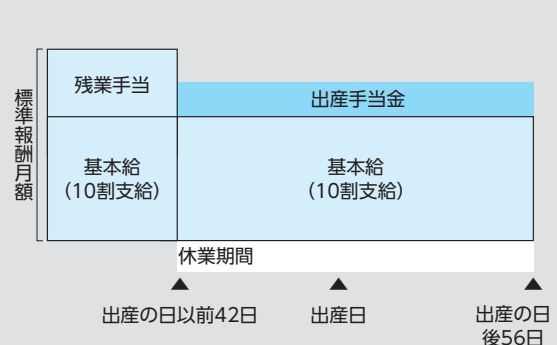 標準報酬月額
残業手当
出産手当金
基本給
（10割支給）
基本給
（10割支給）
休業期間
▲
▲
▲
出産の日以前42日
出産日
出産の日
後56日